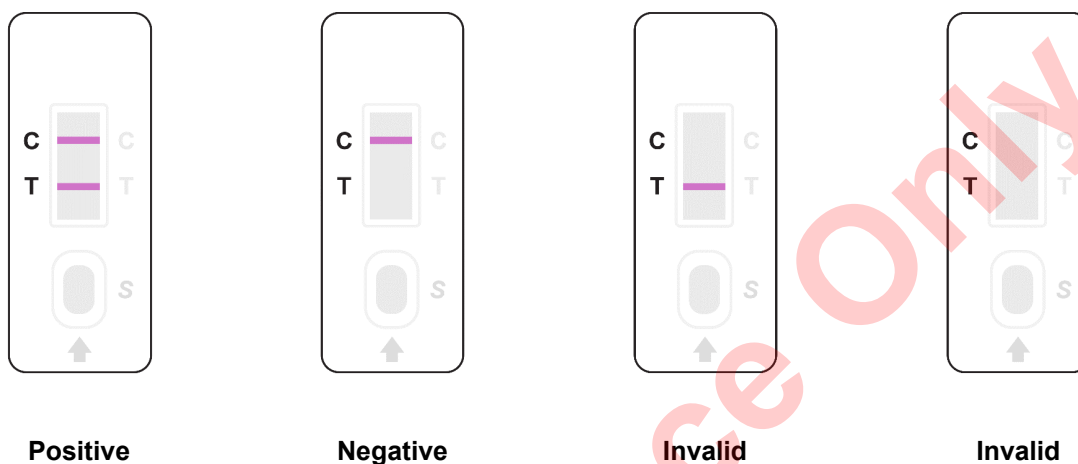 C C C C C C C C
T T T T T T T T
S S S S
Positive Negative Invalid Invalid
ce Only